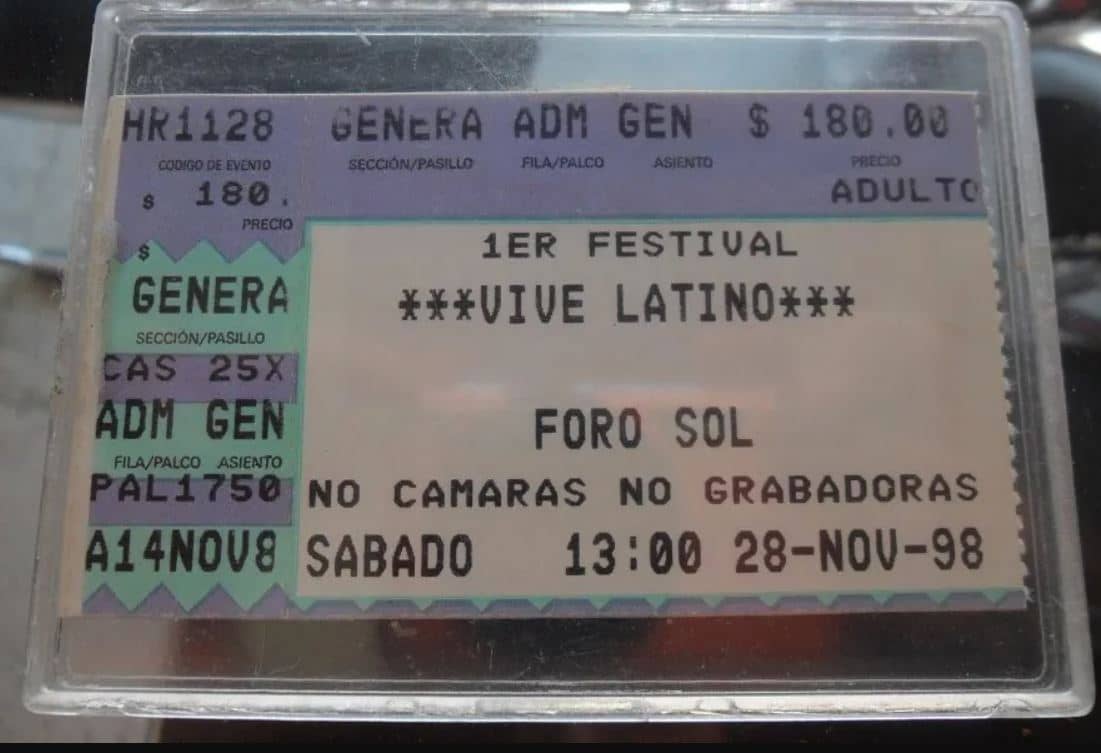 HR1128 GENERA ADM GEN $ 180.00
CODIGO DE EVENTO SECCIÓN/PASILLO FILA/PALCO ASIENTO PRECIO
$ 180. ADULTO
PRECIO
$
1ER FESTIVAL
GENERA ***VIVE LATINO***
SECCIÓN/PASILLO
CAS 25X
ADM GEN FORO SOL
FILA/PALCO ASIENTO
PAL1750 NO CAMARAS NO GRABADORAS
A14NOV8 SABADO 13:00 28-NOV-98